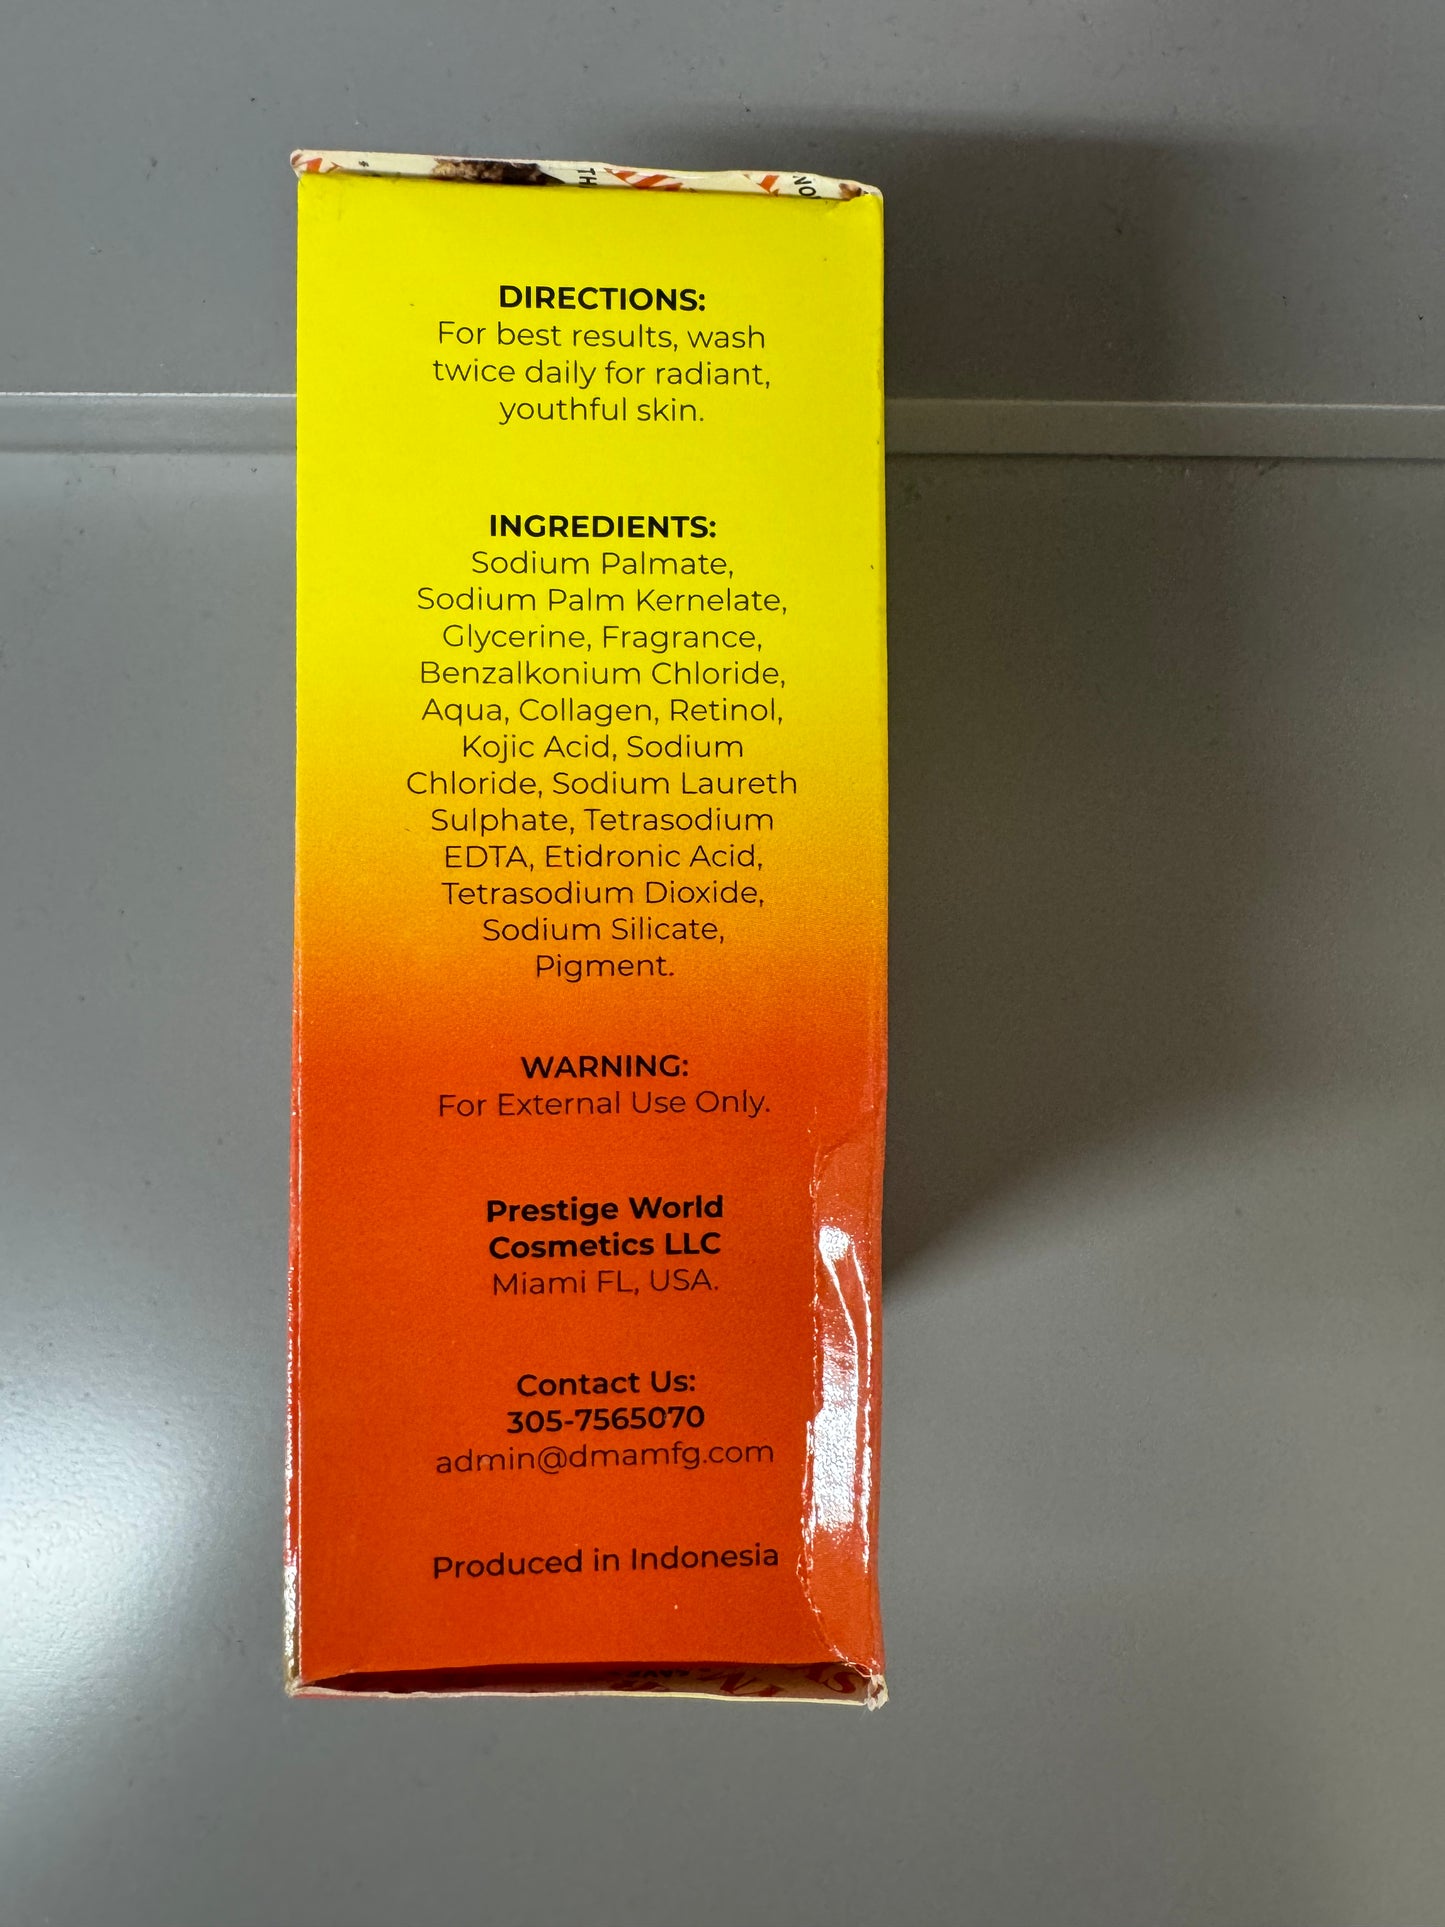 TH
NO
DIRECTIONS:
For best results, wash
twice daily for radiant,
youthful skin.
INGREDIENTS:
Sodium Palmate,
Sodium Palm Kernelate,
Glycerine, Fragrance,
Benzalkonium Chloride,
Aqua, Collagen, Retinol,
Kojic Acid, Sodium
Chloride, Sodium Laureth
Sulphate, Tetrasodium
EDTA, Etidronic Acid,
Tetrasodium Dioxide,
Sodium Silicate,
Pigment.
WARNING:
For External Use Only.
Prestige World
Cosmetics LLC
Miami FL, USA.
Contact Us:
305-7565070
admin@dmamfg.com
Produced in Indonesia